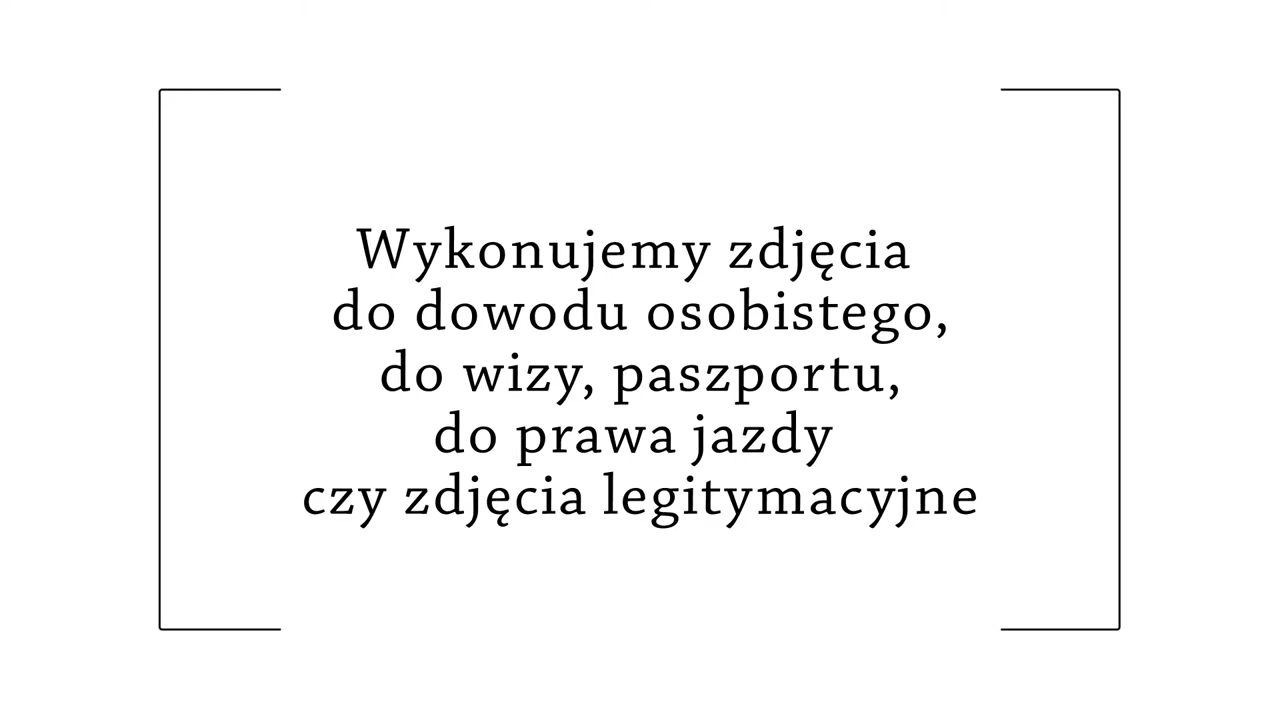 Wykonujemy zdjęcia
do dowodu osobistego,
do wizy, paszportu,
do prawa jazdy
czy zdjęcia legitymacyjne